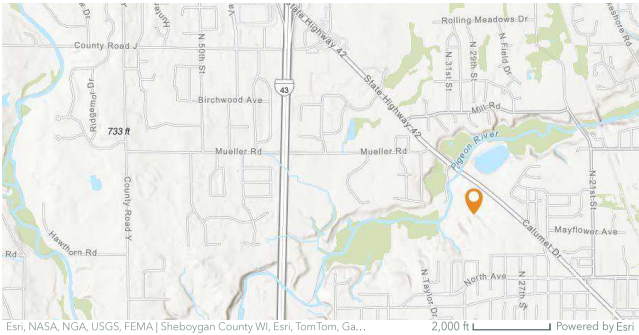 Rolling Meadows Dr
State Highway 42
County Road J
N 50th St
N 31st St
N 29th St
N Field Dr
Ridgemor Dr
43
Birchwood Ave
State Highway 42
Mill Rd
733 ft
Mueller Rd
Mueller Rd
Pigeon River
N 21st St
County Road Y
Hawthorn Rd
Rd
Calumet Dr
Mayflower Ave
N Taylor Dr
North Ave
N 27th St
Esri, NASA, NGA, USGS, FEMA | Sheboygan County WI, Esri, TomTom, Ga...
2,000 ft
Powered by Esri